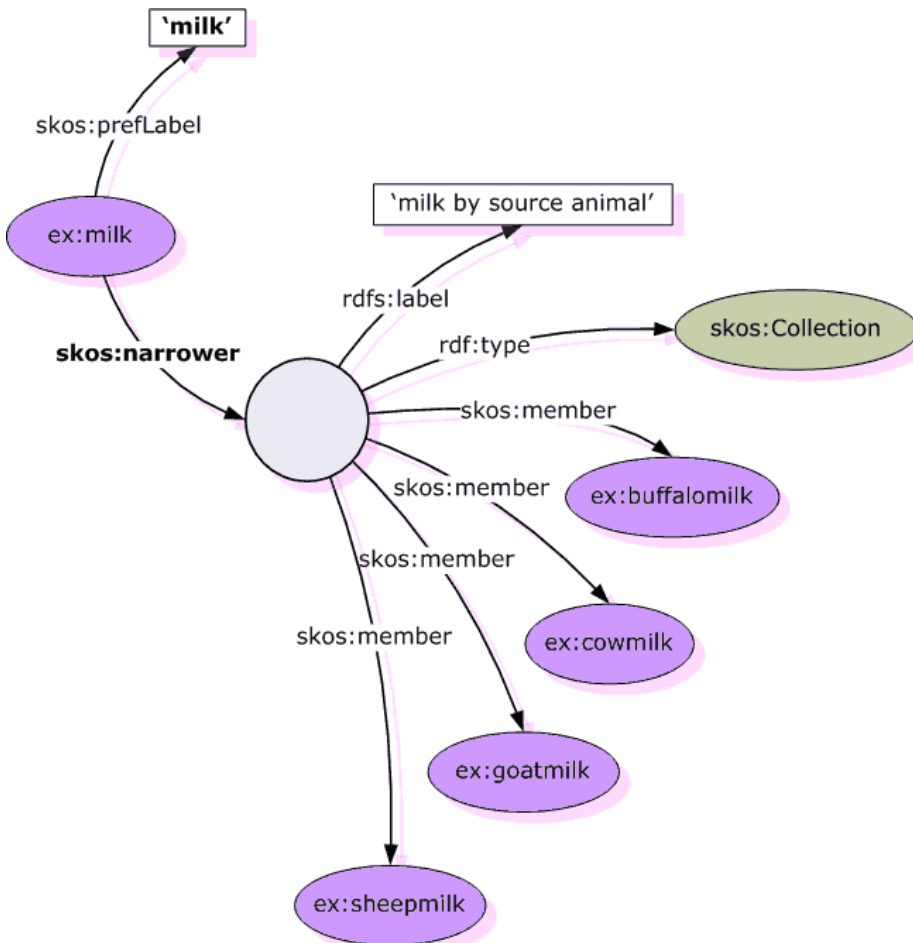 ‘milk’
skos:prefLabel
ex:milk
‘milk by source animal’
rdfs:label
skos:Collection
rdf:type
skos:narrower
skos:member
ex:buffalomilk
skos:member
skos:member
ex:cowmilk
skos:member
ex:goatmilk
ex:sheepmilk